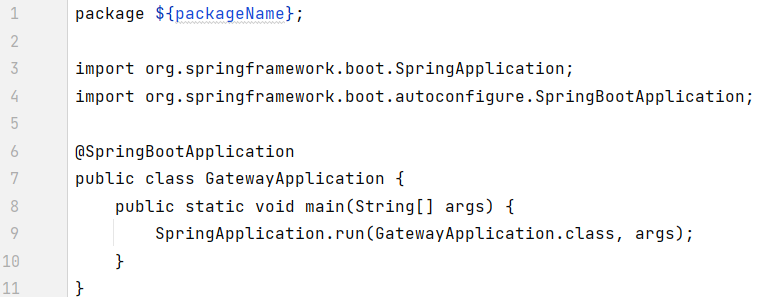 1 package ${packageName};
2
3 import org.springframework.boot.SpringApplication;
4 import org.springframework.boot.autoconfigure.SpringBootApplication;
5
6 @SpringBootApplication
7 public class GatewayApplication {
8     public static void main(String[] args) {
9         SpringApplication.run(GatewayApplication.class, args);
10     }
11 }